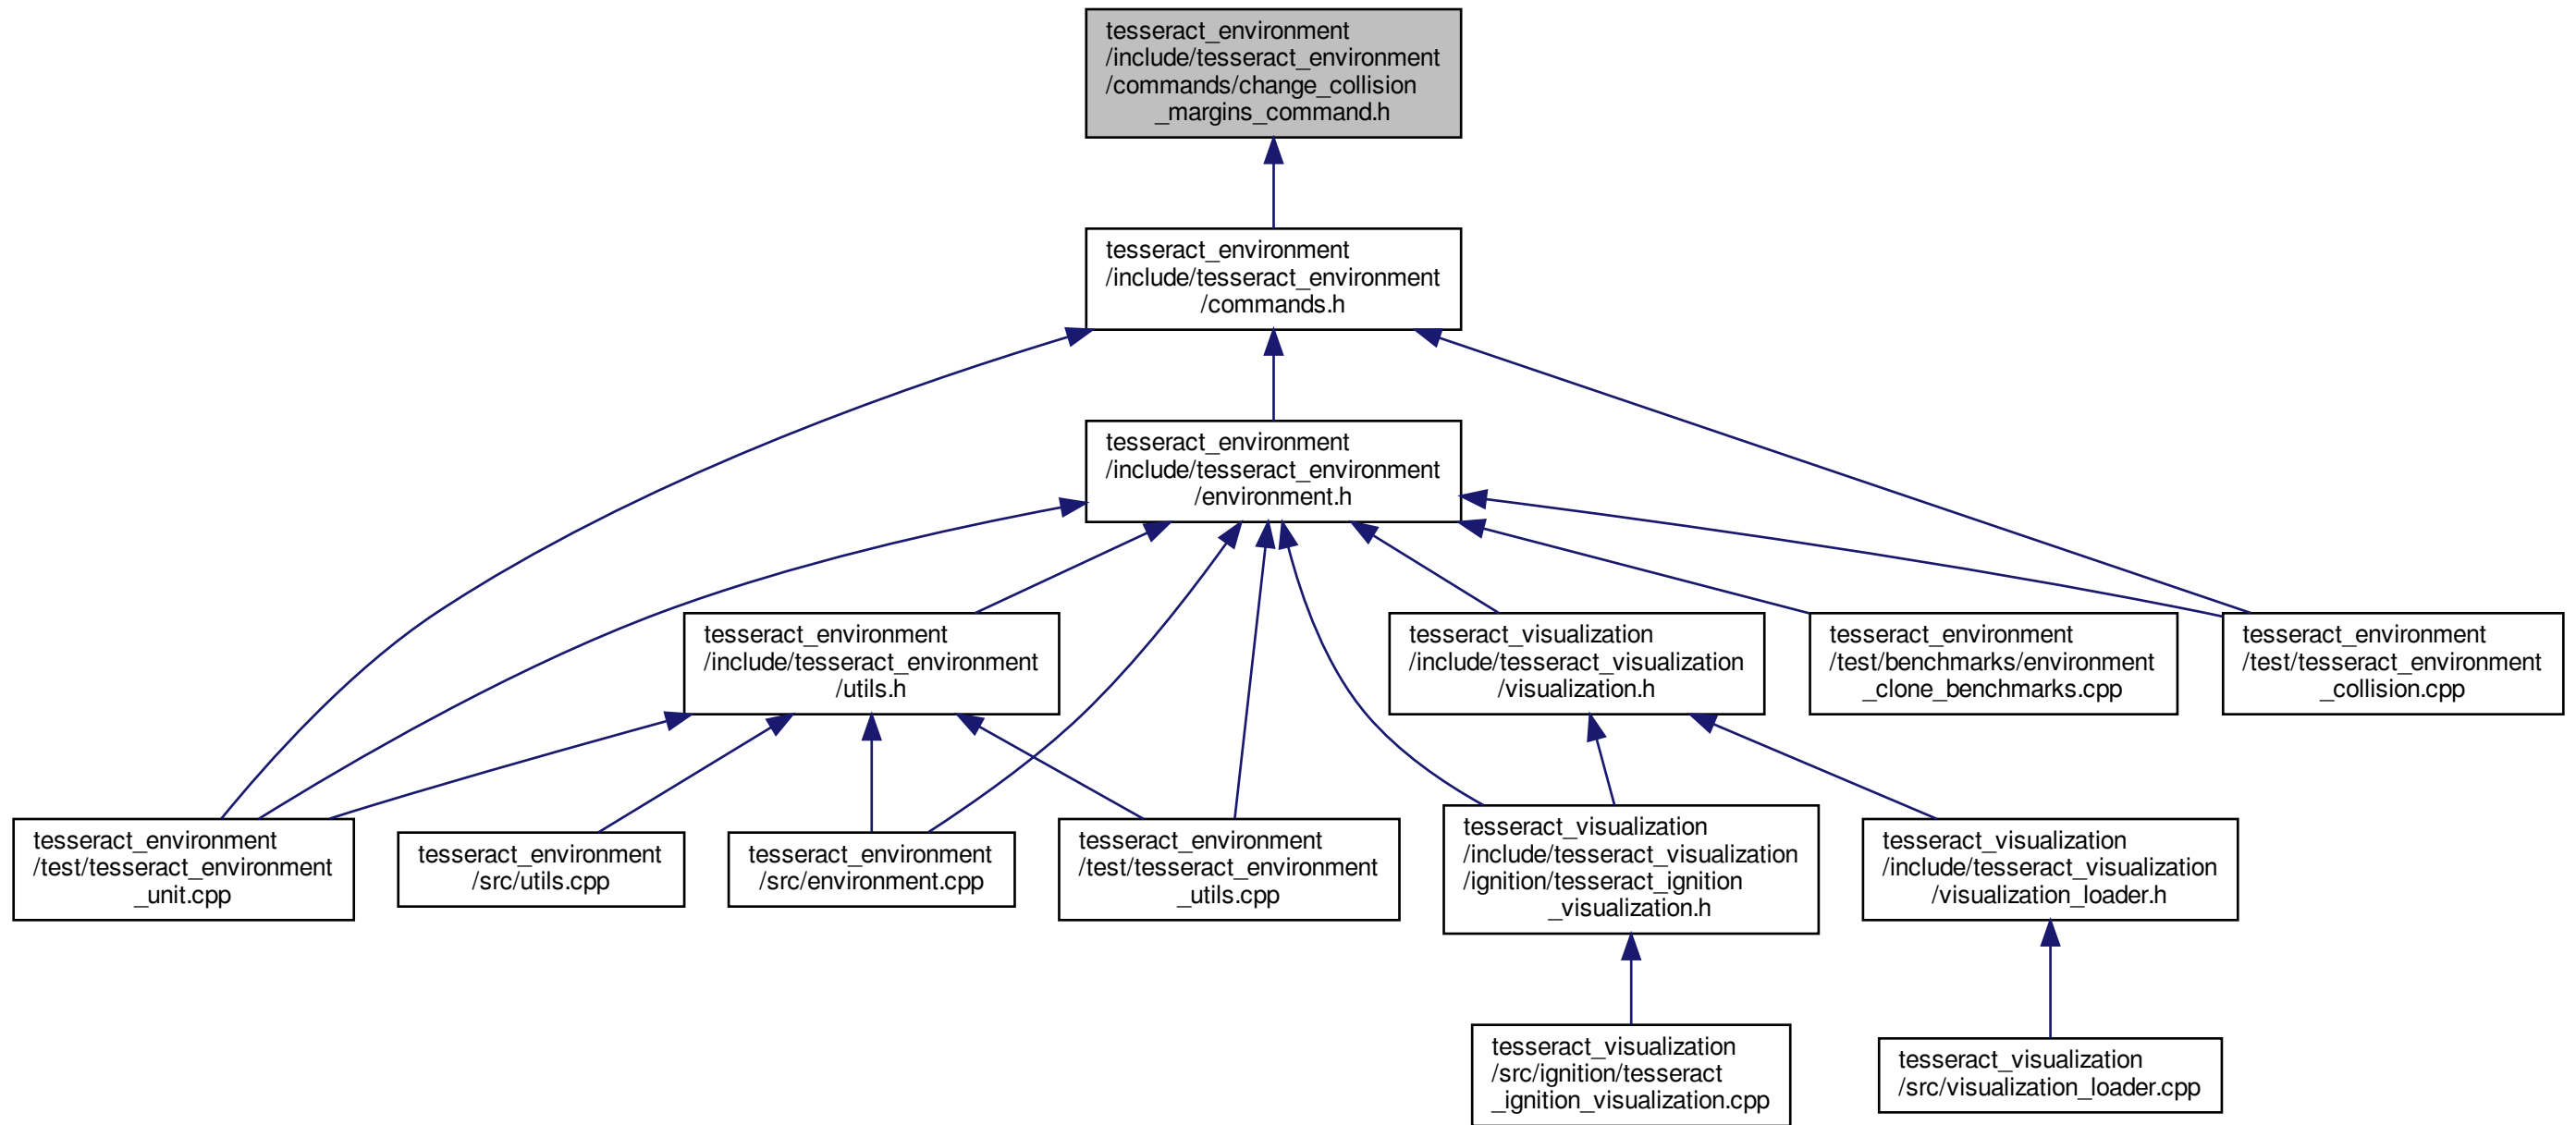 tesseract_environment
/include/tesseract_environment
/commands/change_collision
_margins_command.h
tesseract_environment
/include/tesseract_environment
/commands.h
tesseract_environment
/include/tesseract_environment
/environment.h
tesseract_environment
/include/tesseract_environment
/utils.h
tesseract_visualization
/include/tesseract_visualization
/visualization.h
tesseract_environment
/test/benchmarks/environment
_clone_benchmarks.cpp
tesseract_environment
/test/tesseract_environment
_collision.cpp
tesseract_environment
/test/tesseract_environment
_unit.cpp
tesseract_environment
/src/utils.cpp
tesseract_environment
/src/environment.cpp
tesseract_environment
/test/tesseract_environment
_utils.cpp
tesseract_visualization
/include/tesseract_visualization
/ignition/tesseract_ignition
_visualization.h
tesseract_visualization
/include/tesseract_visualization
/visualization_loader.h
tesseract_visualization
/src/ignition/tesseract
_ignition_visualization.cpp
tesseract_visualization
/src/visualization_loader.cpp